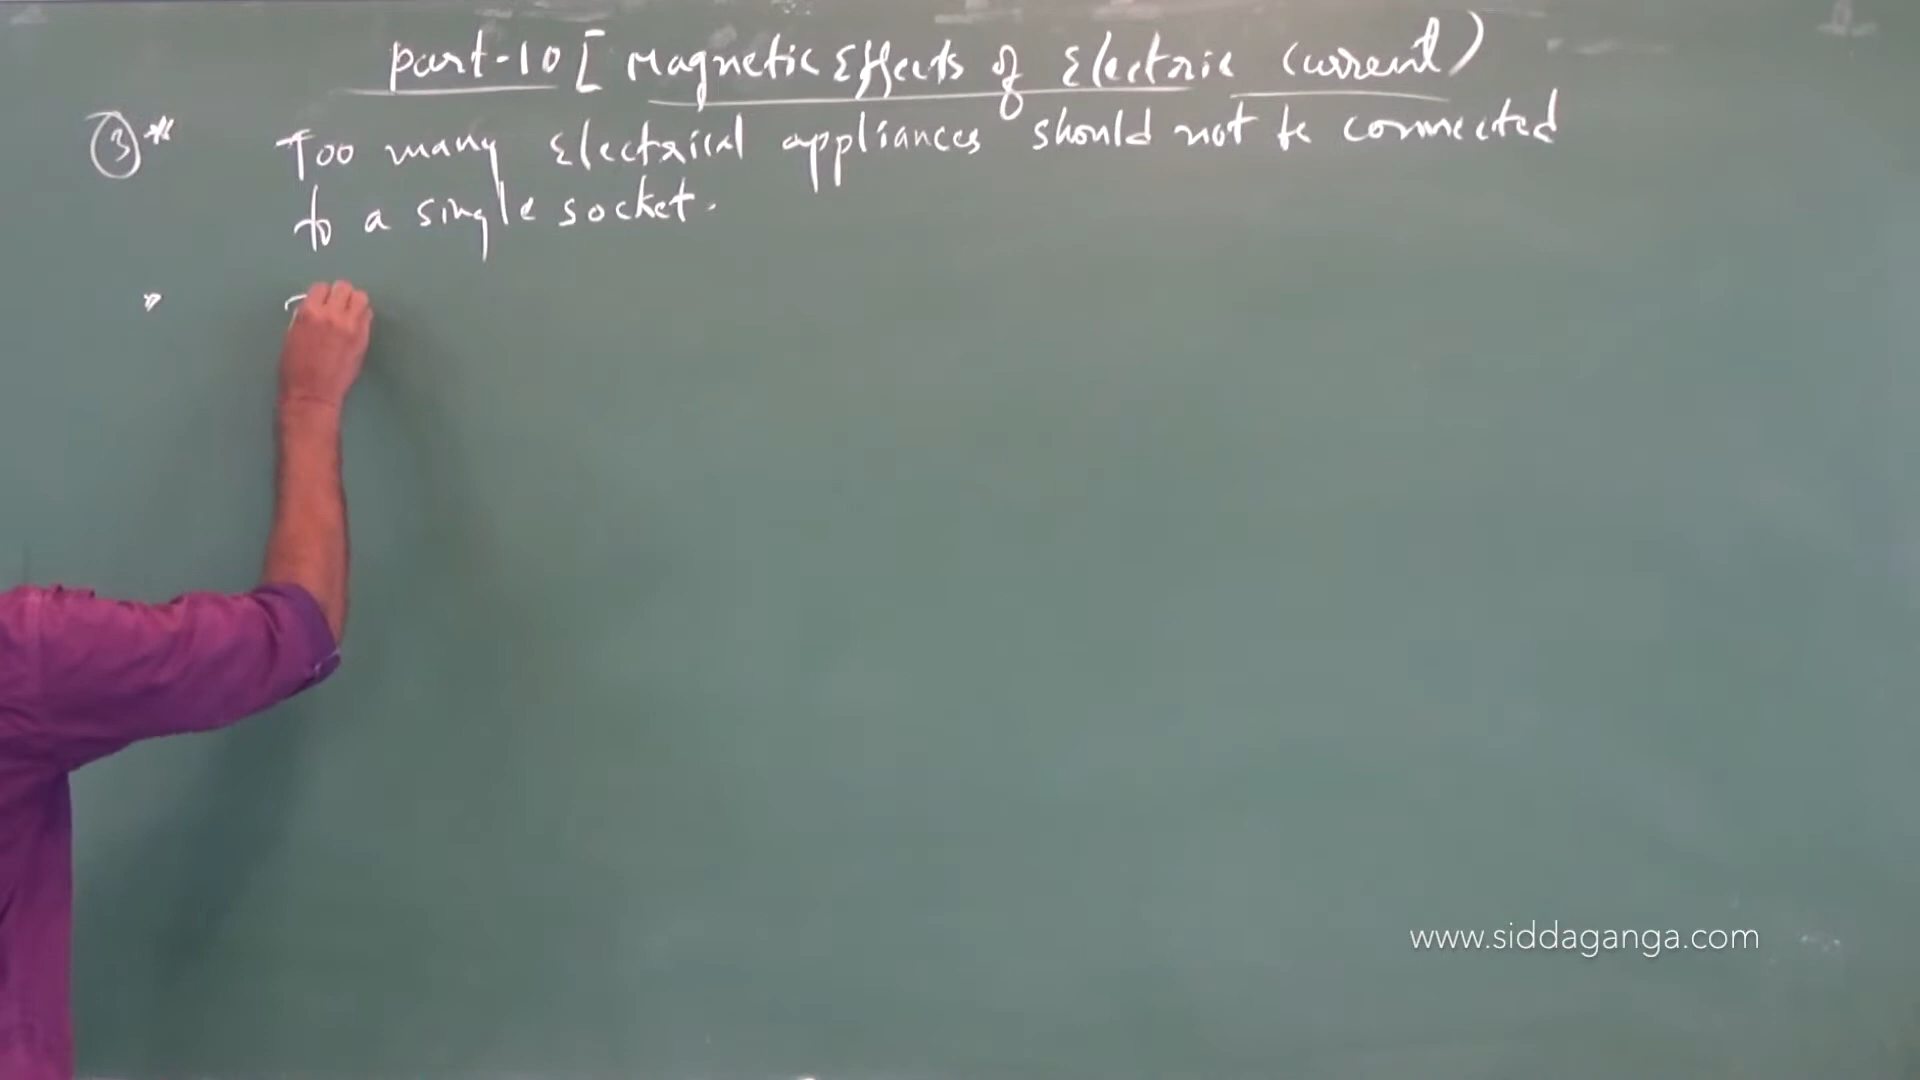 Part-10 [ Magnetic Effects of Electric Current )
③ * Too many Electrical appliances should not be connected
to a single socket.
www.siddaganga.com